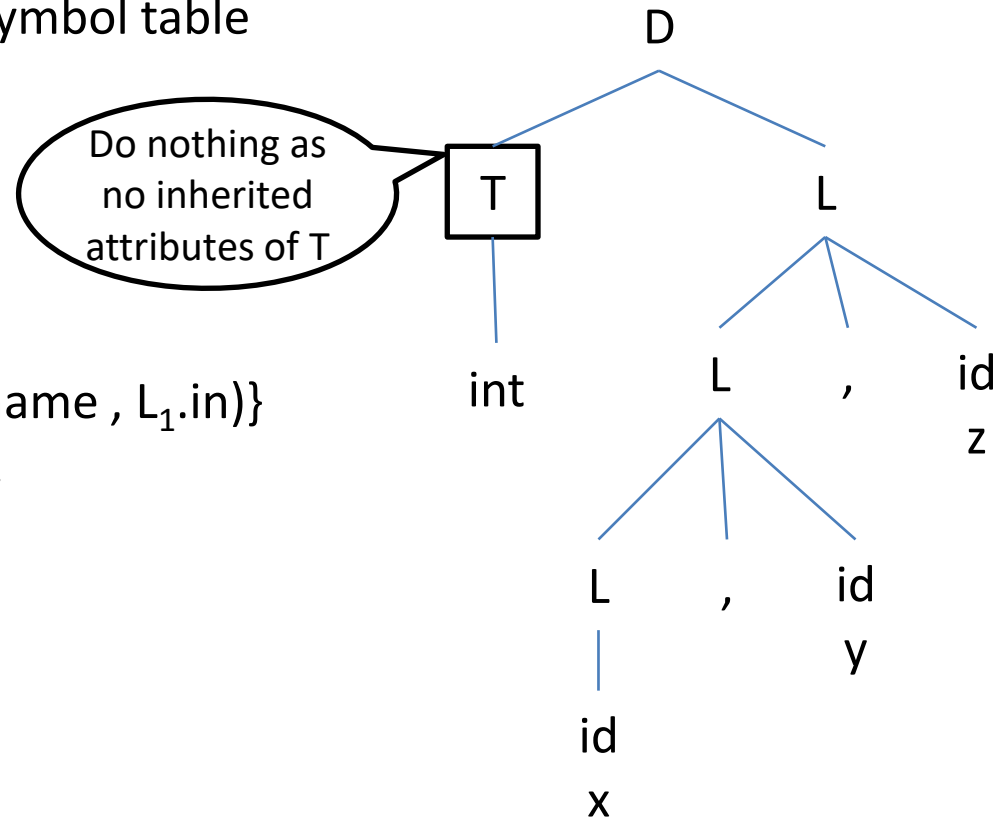 ymbol table
D
Do nothing as
no inherited
attributes of T
T
L
int
L , id
z
ame , L₁.in)}
L , id
y
id
x